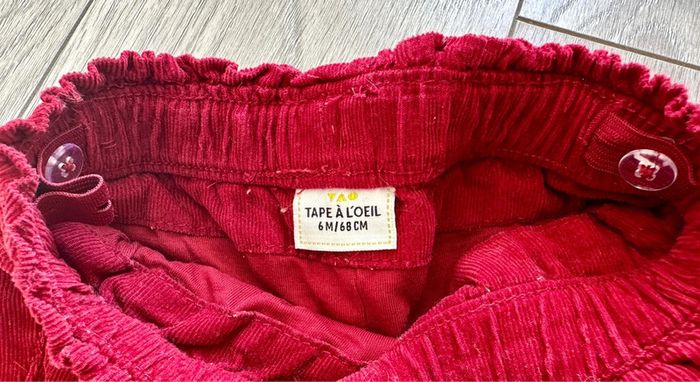 TAO
TAPE À L'OEIL
6M/68CM